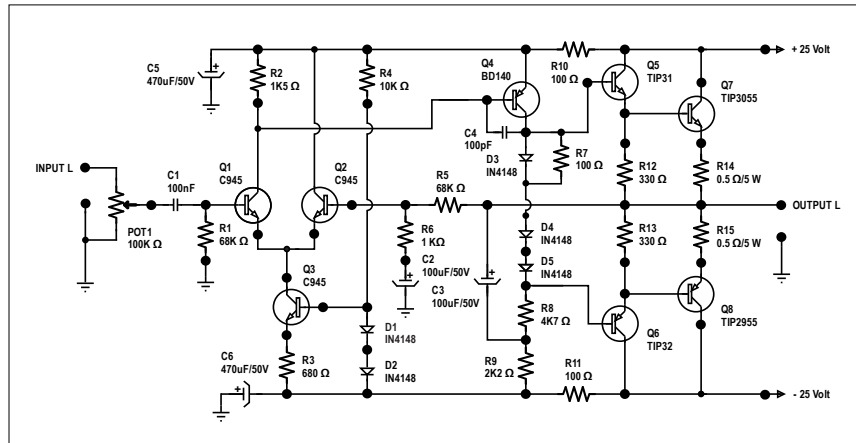 C5
470uF/50V
R2
1K5 Ω
R4
10K Ω
Q4
BD140
R10
100 Ω
Q5
TIP31
Q7
TIP3055
+ 25 Volt
C4
100pF
D3
IN4148
R7
100 Ω
INPUT L
C1
100nF
Q1
C945
Q2
C945
R5
68K Ω
R12
330 Ω
R14
0.5 Ω/5 W
OUTPUT L
POT1
100K Ω
R1
68K Ω
R6
1 KΩ
C2
100uF/50V
C3
100uF/50V
D4
IN4148
D5
IN4148
R13
330 Ω
R15
0.5 Ω/5 W
Q3
C945
D1
IN4148
R8
4K7 Ω
Q6
TIP32
Q8
TIP2955
C6
470uF/50V
R3
680 Ω
D2
IN4148
R9
2K2 Ω
R11
100 Ω
- 25 Volt